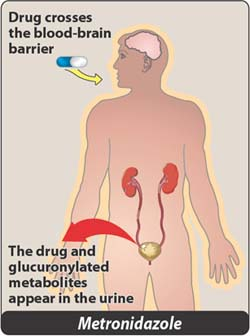 Drug crosses
the blood-brain
barrier
The drug and
glucuronylated
metabolites
appear in the urine
Metronidazole